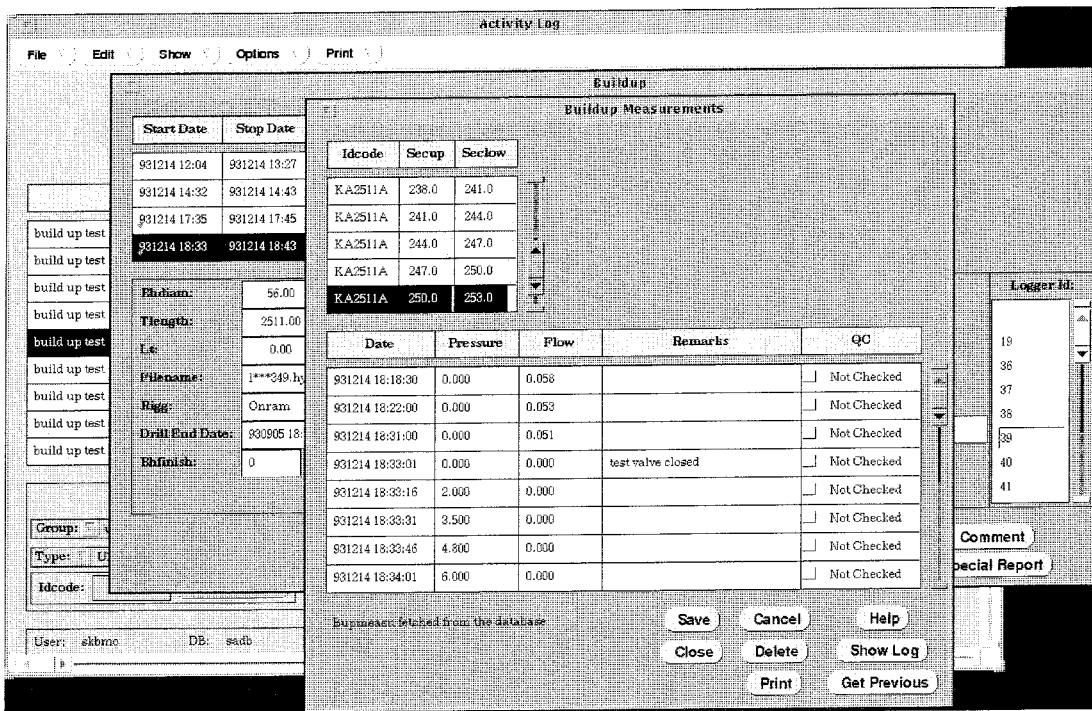 Activity Log
File Edit Show Options Print
Buildup
Buildup Measurements
Start Date Stop Date
931214 12:04 931214 13:27
931214 14:32 931214 14:43
931214 17:35 931214 17:45
931214 18:33 931214 18:43
Idcode Secup Seclow
KA2511A 238.0 241.0
KA2511A 241.0 244.0
KA2511A 244.0 247.0
KA2511A 247.0 250.0
KA2511A 250.0 253.0
build up test
build up test
build up test
build up test
build up test
build up test
build up test
build up test
build up test
Bhdiam: 56.00
Tlength: 2511.00
Lc: 0.00
Filename: 1***349.hy
Rigg: Onram
Drill End Date: 930905 18:
Bhfinish: 0
Date Pressure Flow Remarks QC
931214 18:18:30 0.000 0.058 Not Checked
931214 18:22:00 0.000 0.053 Not Checked
931214 18:31:00 0.000 0.051 Not Checked
931214 18:33:01 0.000 0.000 test valve closed Not Checked
931214 18:33:16 2.000 0.000 Not Checked
931214 18:33:31 3.500 0.000 Not Checked
931214 18:33:46 4.800 0.000 Not Checked
931214 18:34:01 6.000 0.000 Not Checked
Logger Id:
19
36
37
38
39
40
41
Group:
Type: U
Idcode:
Comment
pecial Report
Bupmeasu fetched from the database
Save Cancel Help
Close Delete Show Log
Print Get Previous
User: skbmo DB: sadb